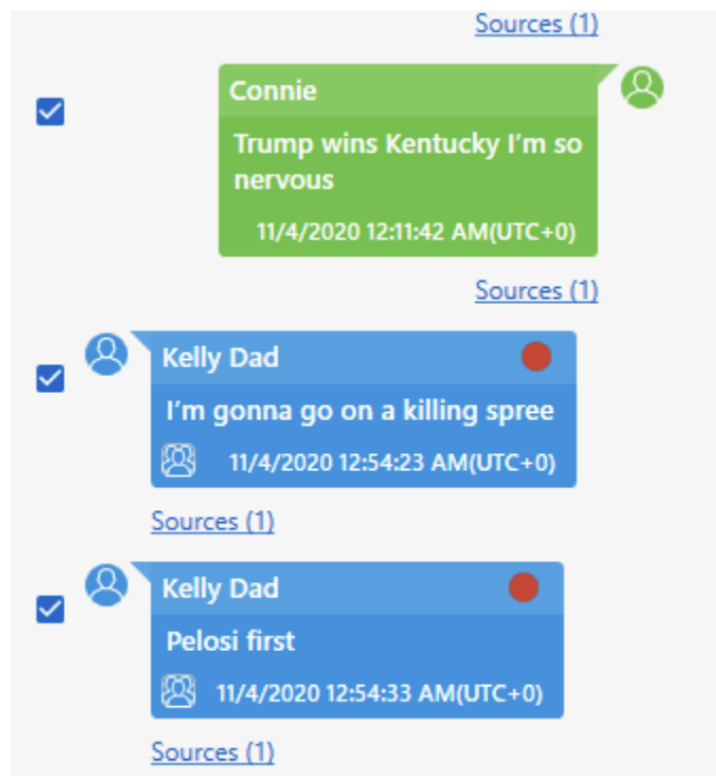 Sources (1)
Connie
Trump wins Kentucky I'm so
nervous
11/4/2020 12:11:42 AM(UTC+0)
Sources (1)
Kelly Dad
I'm gonna go on a killing spree
11/4/2020 12:54:23 AM(UTC+0)
Sources (1)
Kelly Dad
Pelosi first
11/4/2020 12:54:33 AM(UTC+0)
Sources (1)